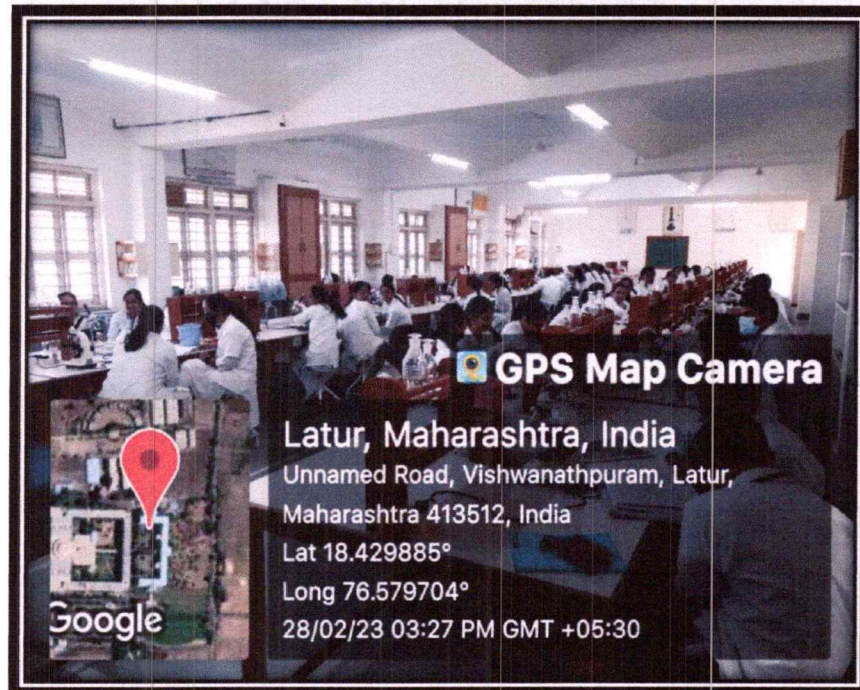 GPS Map Camera
Latur, Maharashtra, India
Unnamed Road, Vishwanathpuram, Latur,
Maharashtra 413512, India
Lat 18.429885°
Long 76.579704°
28/02/23 03:27 PM GMT +05:30
Google